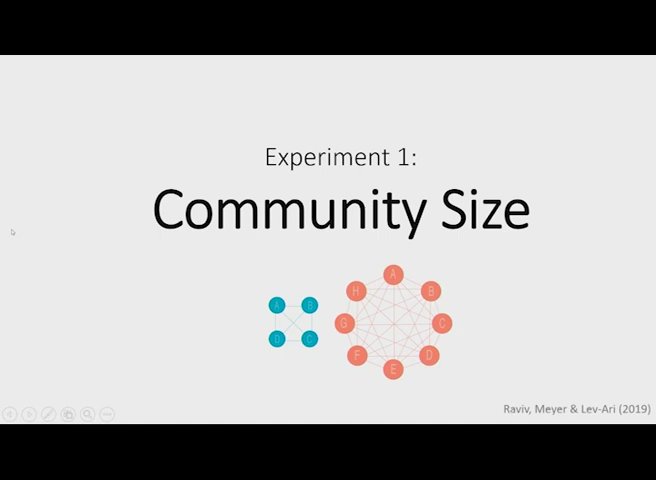 Experiment 1:
Community Size
A
H
B
A
B
G
C
D
C
F
D
E
Raviv, Meyer & Lev-Ari (2019)